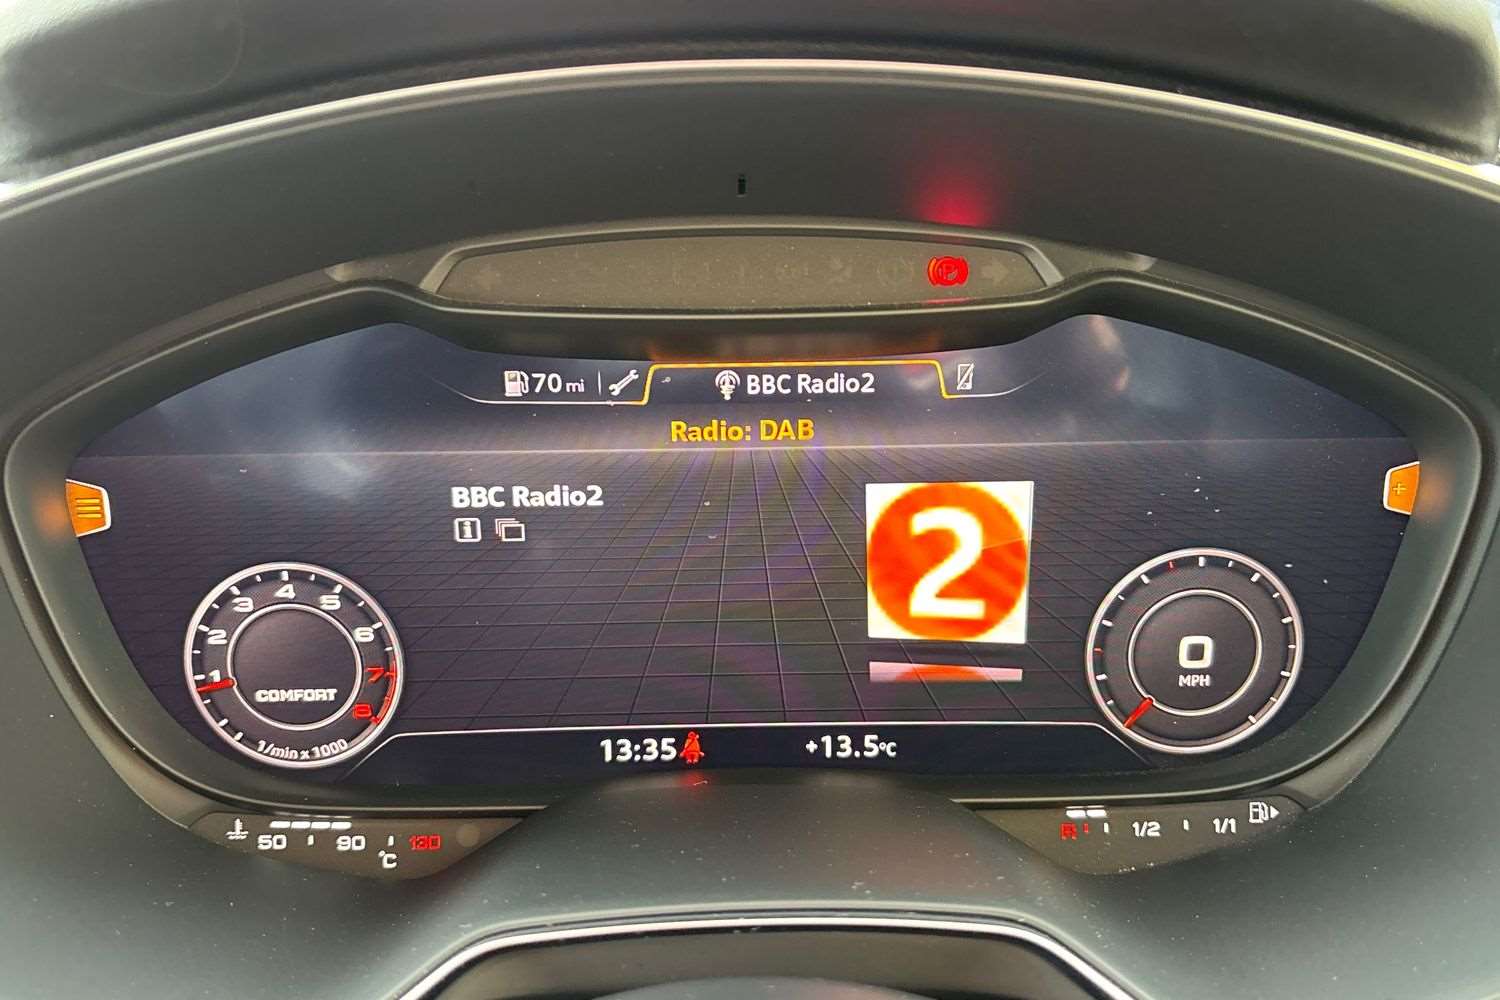 70 mi
BBC Radio2
Radio: DAB
BBC Radio2
2
1 2 3 4 5 6 7 8
COMFORT
1/min x 1000
0
MPH
13:35
+13.5°C
50 90 130
°C
R 1/2 1/1